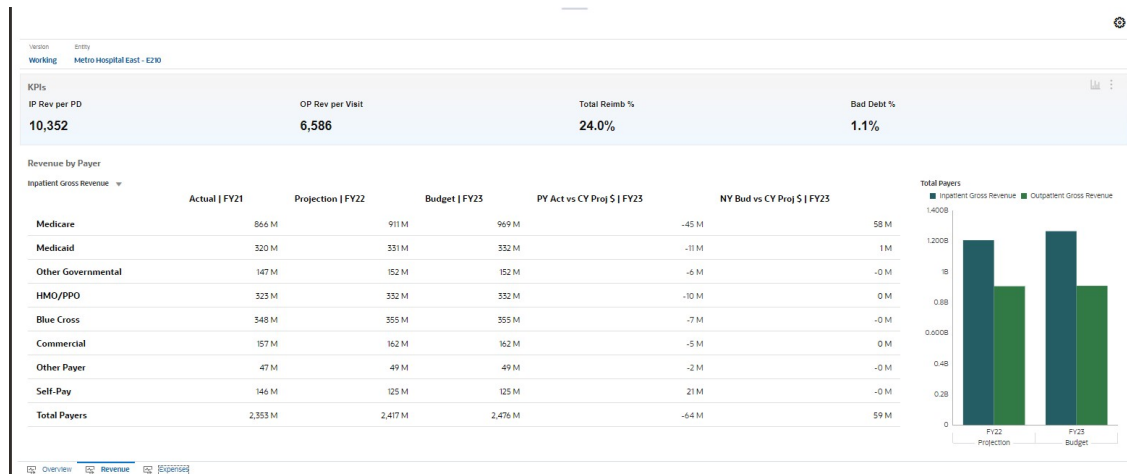 Version Entity
Working Metro Hospital East - E210
KPIs
IP Rev per PD OP Rev per Visit Total Reimb % Bad Debt %
10,352 6,586 24.0% 1.1%
Revenue by Payer
Inpatient Gross Revenue
Actual | FY21 Projection | FY22 Budget | FY23 PY Act vs CY Proj $ | FY23 NY Bud vs CY Proj $ | FY23
Medicare 866 M 911 M 969 M -45 M 58 M
Medicaid 320 M 331 M 332 M -11 M 1 M
Other Governmental 147 M 152 M 152 M -6 M -0 M
HMO/PPO 323 M 332 M 332 M -10 M 0 M
Blue Cross 348 M 355 M 355 M -7 M -0 M
Commercial 157 M 162 M 162 M -5 M 0 M
Other Payer 47 M 49 M 49 M -2 M -0 M
Self-Pay 146 M 125 M 125 M 21 M -0 M
Total Payers 2,353 M 2,417 M 2,476 M -64 M 59 M
Total Payers
Inpatient Gross Revenue Outpatient Gross Revenue
1.400B
1.200B
1B
0.8B
0.600B
0.4B
0.2B
0
FY22 FY23
Projection Budget
Overview Revenue Expenses